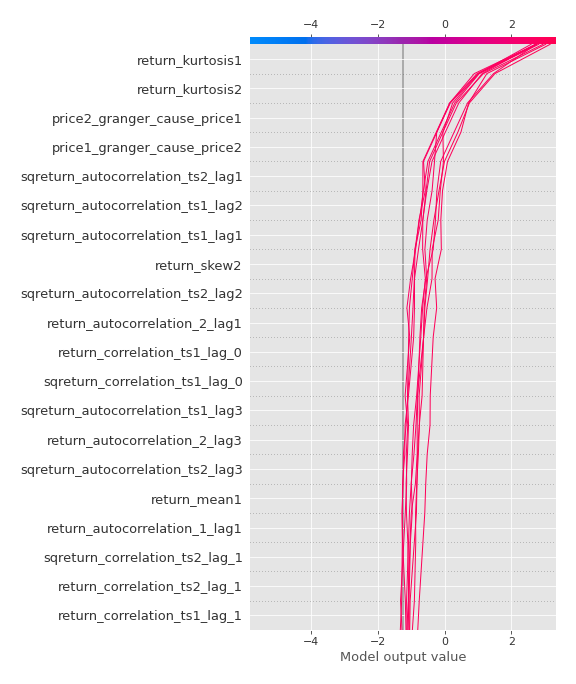 −4 −2 0 2
return_kurtosis1
return_kurtosis2
price2_granger_cause_price1
price1_granger_cause_price2
sqreturn_autocorrelation_ts2_lag1
sqreturn_autocorrelation_ts1_lag2
sqreturn_autocorrelation_ts1_lag1
return_skew2
sqreturn_autocorrelation_ts2_lag2
return_autocorrelation_2_lag1
return_correlation_ts1_lag_0
sqreturn_correlation_ts1_lag_0
sqreturn_autocorrelation_ts1_lag3
return_autocorrelation_2_lag3
sqreturn_autocorrelation_ts2_lag3
return_mean1
return_autocorrelation_1_lag1
sqreturn_correlation_ts2_lag_1
return_correlation_ts2_lag_1
return_correlation_ts1_lag_1
−4 −2 0 2
Model output value